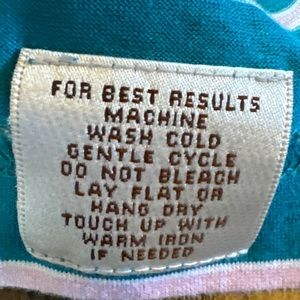 FOR BEST RESULTS
MACHINE
WASH COLD
GENTLE CYCLE
DO NOT BLEACH
LAY FLAT OR
HANG DRY
TOUCH UP WITH
WARM IRON
IF NEEDED